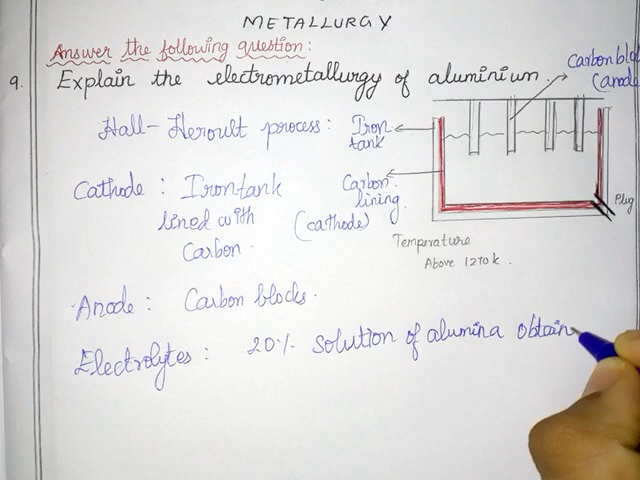 METALLURGY
Answer the following question:
9. Explain the electrometallurgy of aluminium.
Carbon bloc
(anode
Hall-Heroult process:
Iron
tank
Cathode: Iron tank
lined with
Carbon.
Carbon
lining.
(cathode)
Plug
Temperature
Above 1270k.
Anode: Carbon blocks.
Electrolytes: 20% solution of alumina obtain